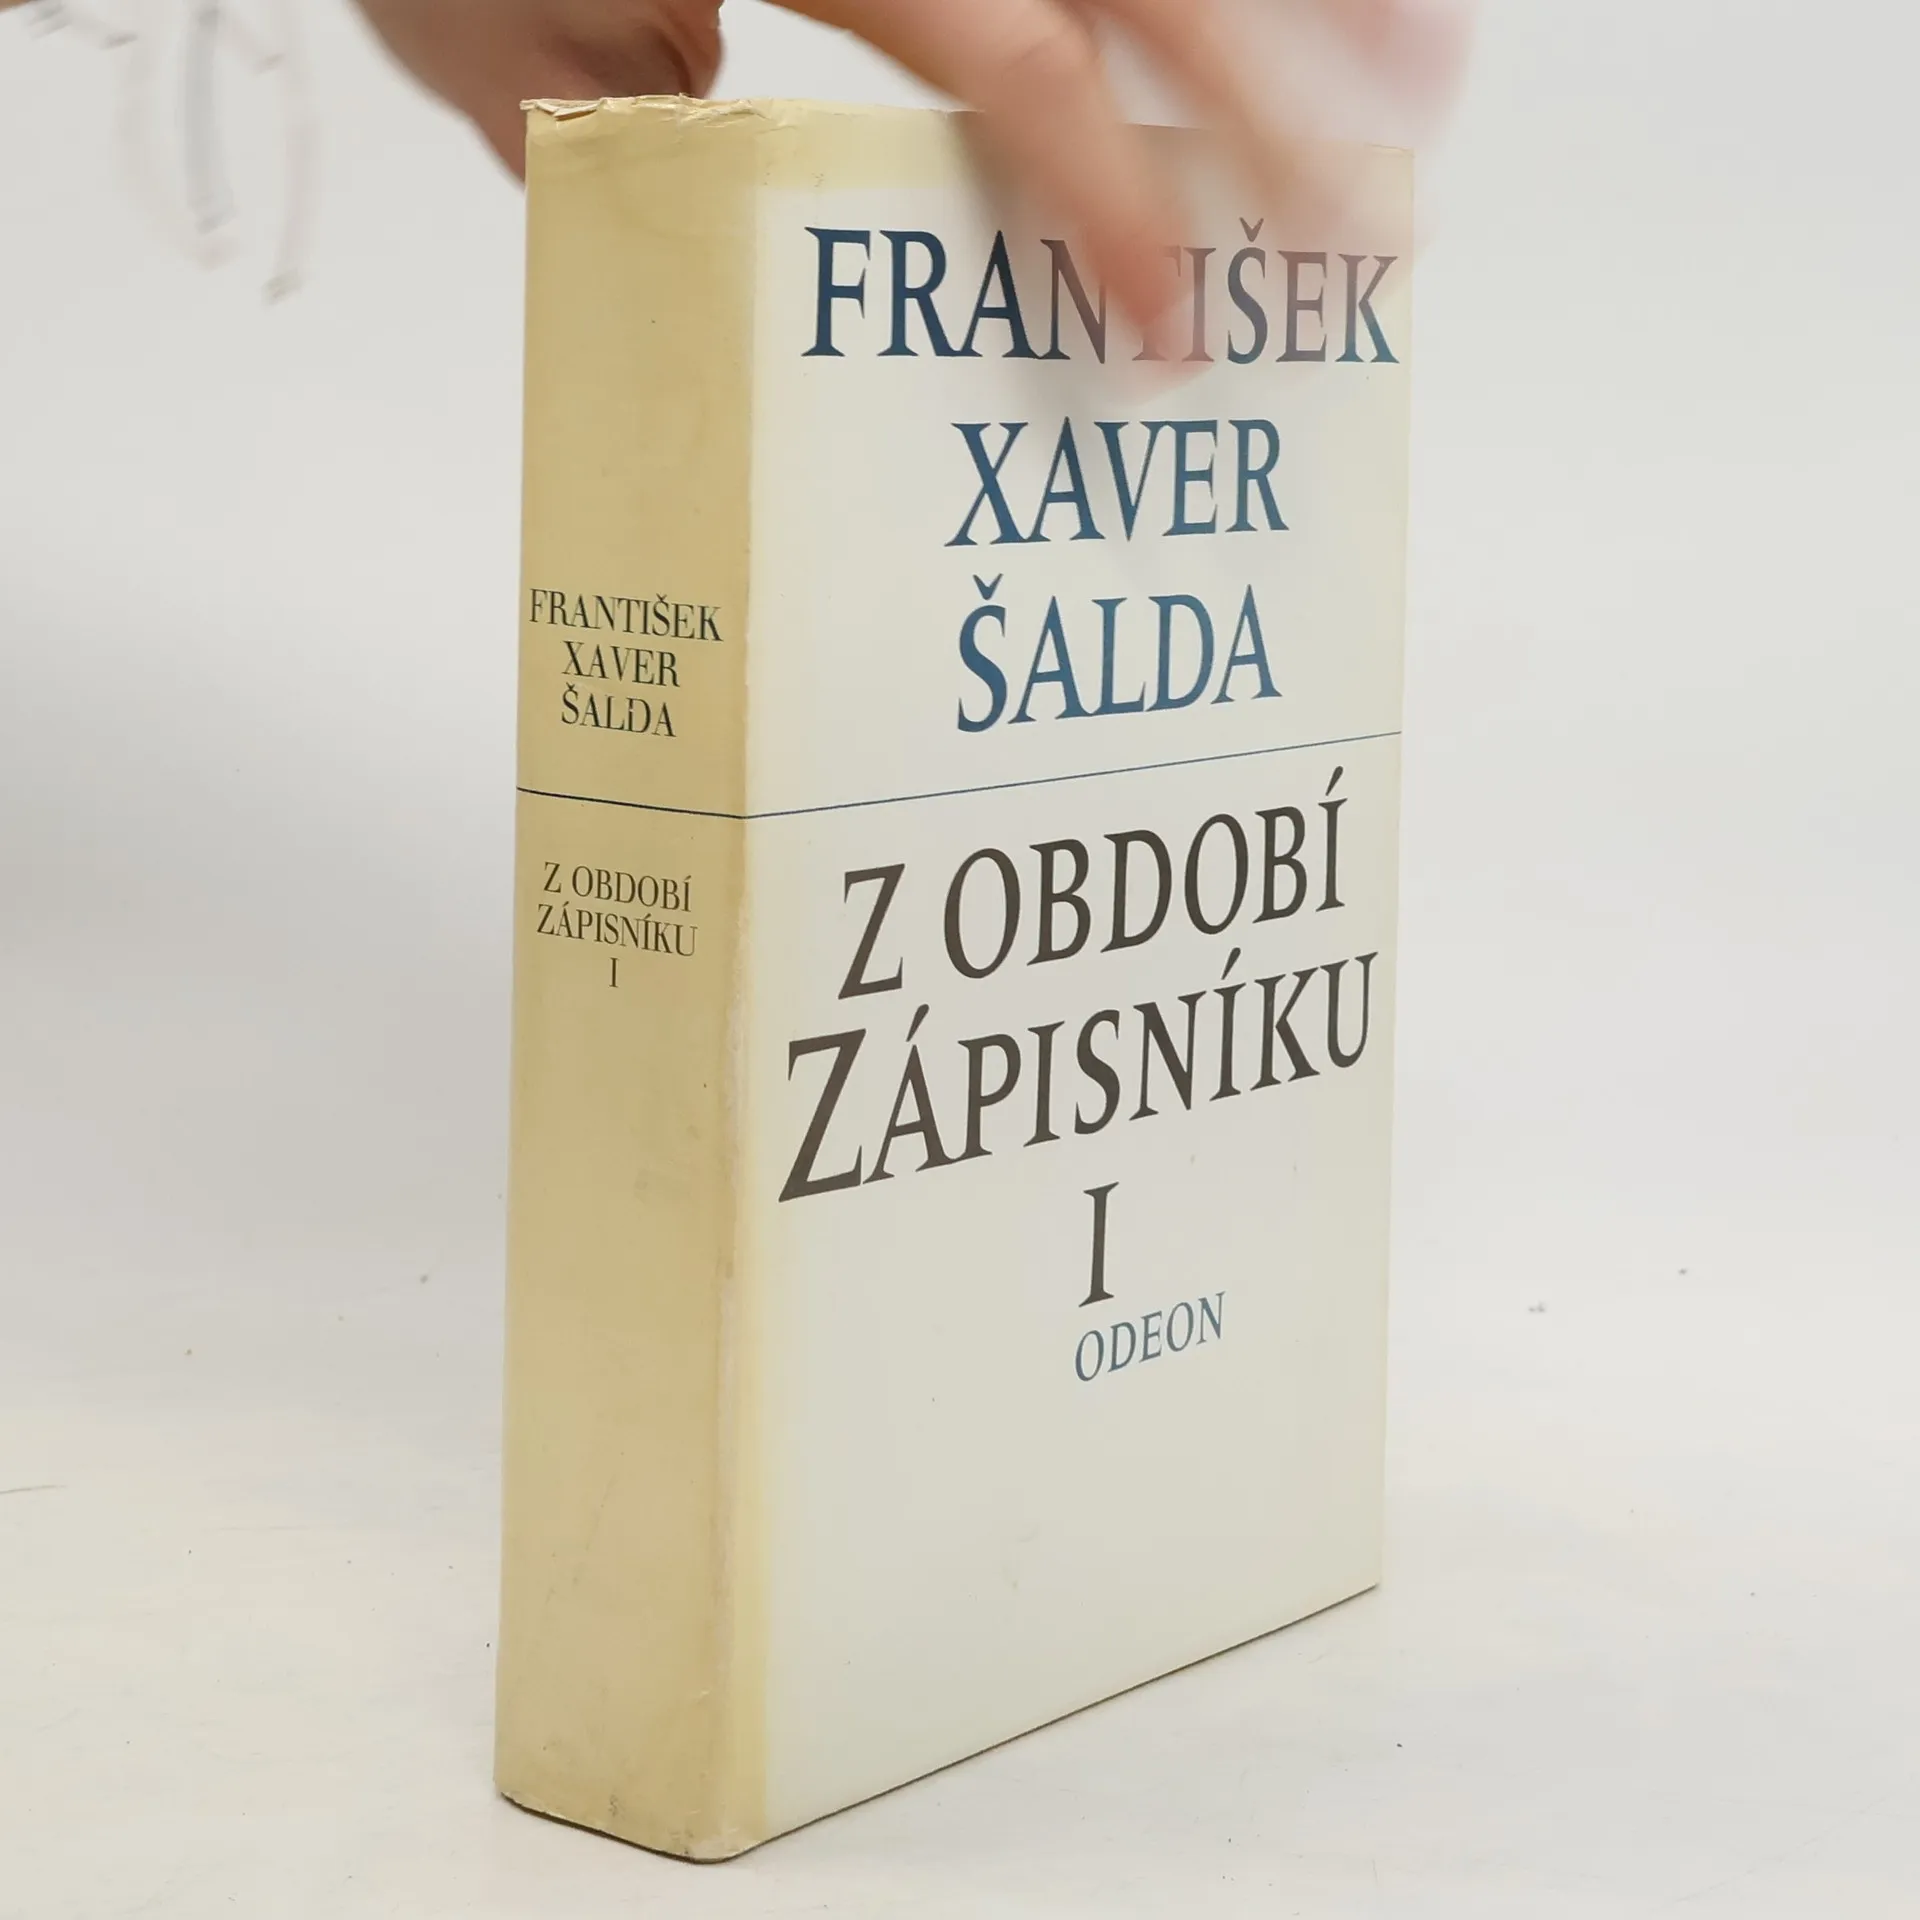 FRANTIŠEK
XAVER
ŠALDA
Z OBDOBÍ
ZÁPISNÍKU
I
FRANTIŠEK
XAVER
ŠALDA
Z OBDOBÍ
ZÁPISNÍKU
I
ODEON